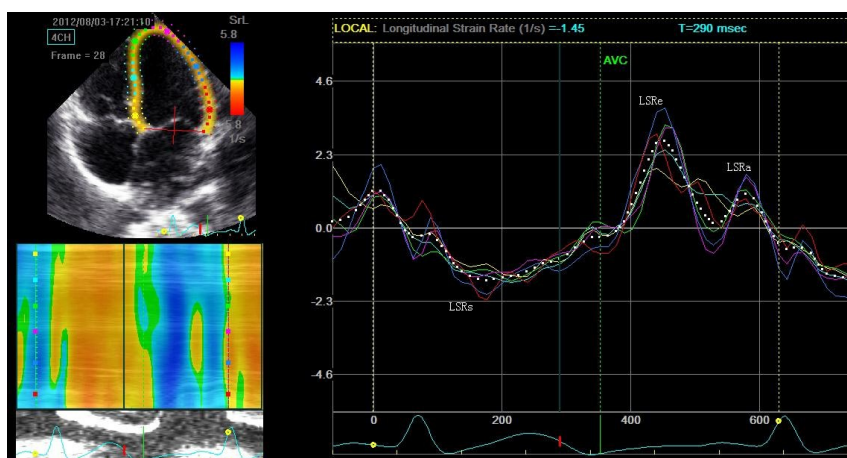 2012/08/03-17:21:10
SrL
5.8
4CH
Frame = 28
-5.8
1/s
LOCAL: Longitudinal Strain Rate (1/s) =-1.45 T=290 msec
AVC
4.6
LSRe
2.3
LSRa
0.0
-2.3
LSRs
-4.6
0 200 400 600